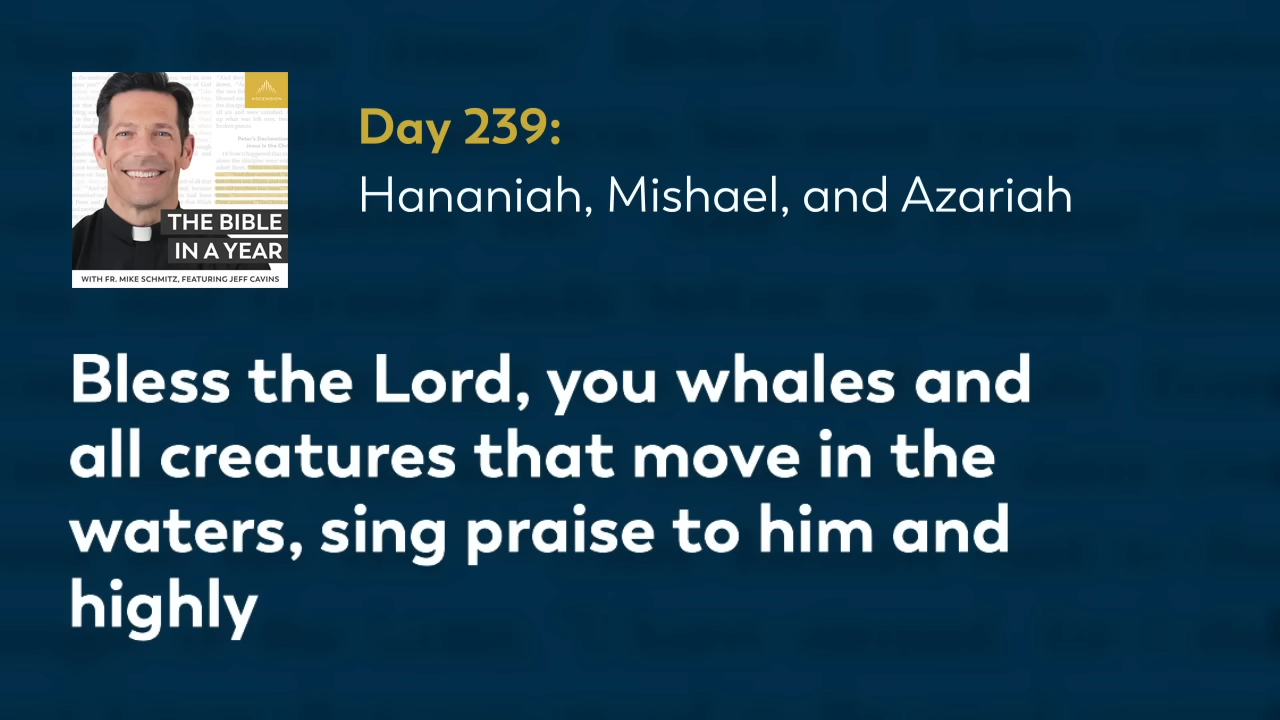 ASCENSION
THE BIBLE
IN A YEAR
WITH FR. MIKE SCHMITZ, FEATURING JEFF CAVINS
Day 239:
Hananiah, Mishael, and Azariah
Bless the Lord, you whales and
all creatures that move in the
waters, sing praise to him and
highly